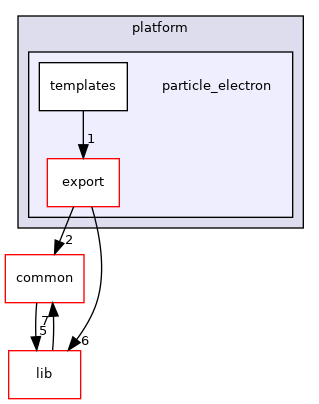 platform
templates
particle_electron
1
export
2
common
7
5
6
lib